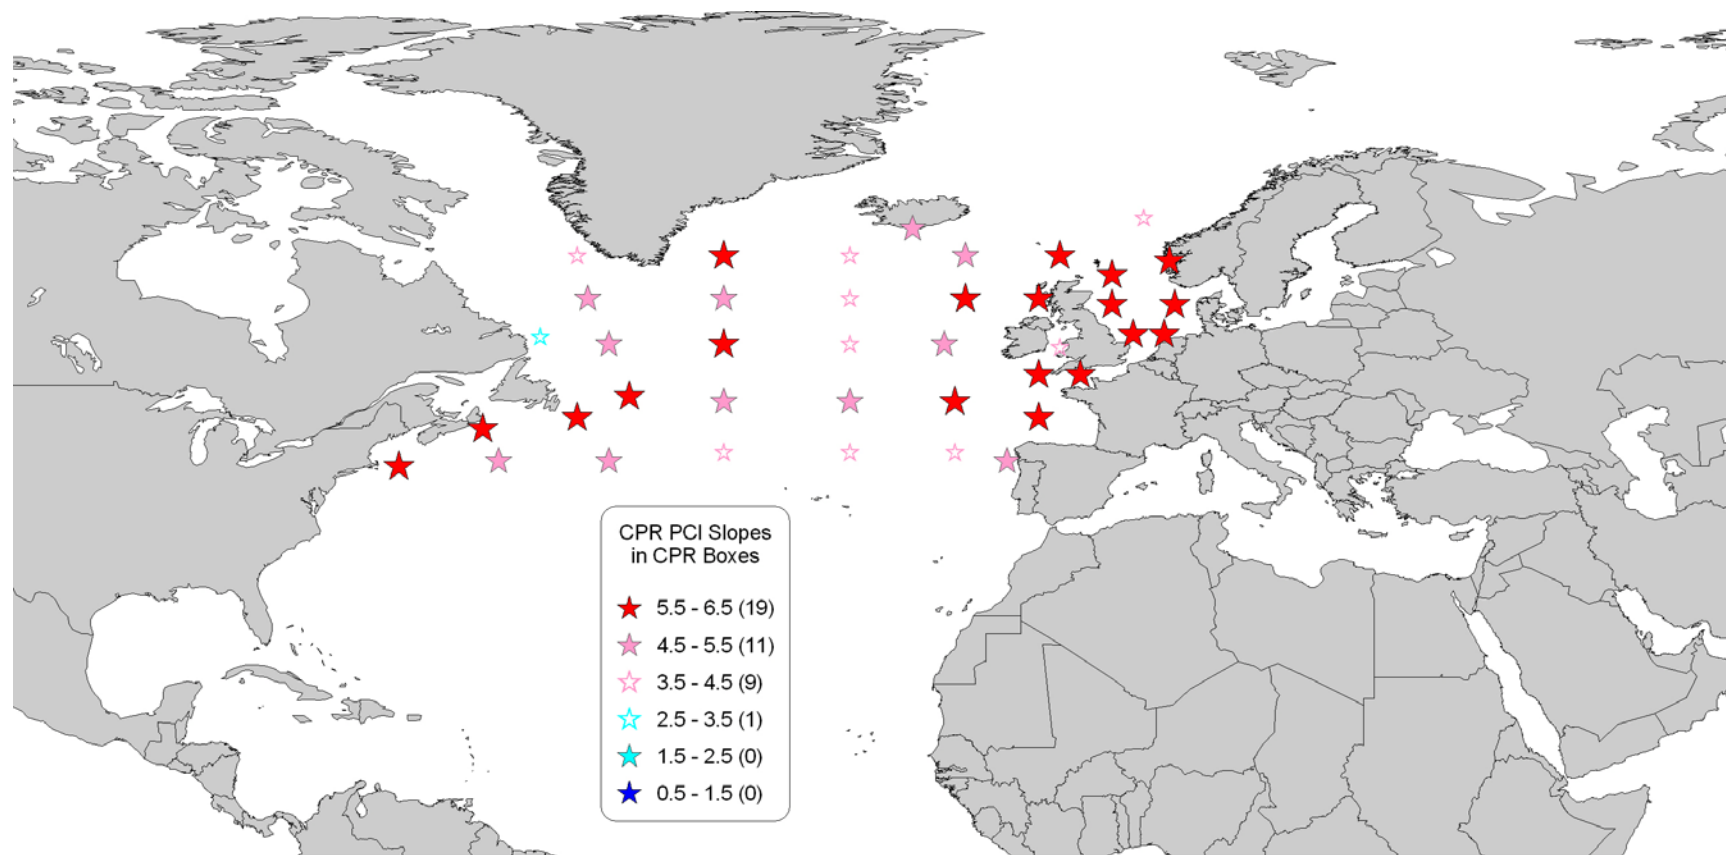 CPR PCI Slopes
in CPR Boxes
5.5 - 6.5 (19)
4.5 - 5.5 (11)
3.5 - 4.5 (9)
2.5 - 3.5 (1)
1.5 - 2.5 (0)
0.5 - 1.5 (0)